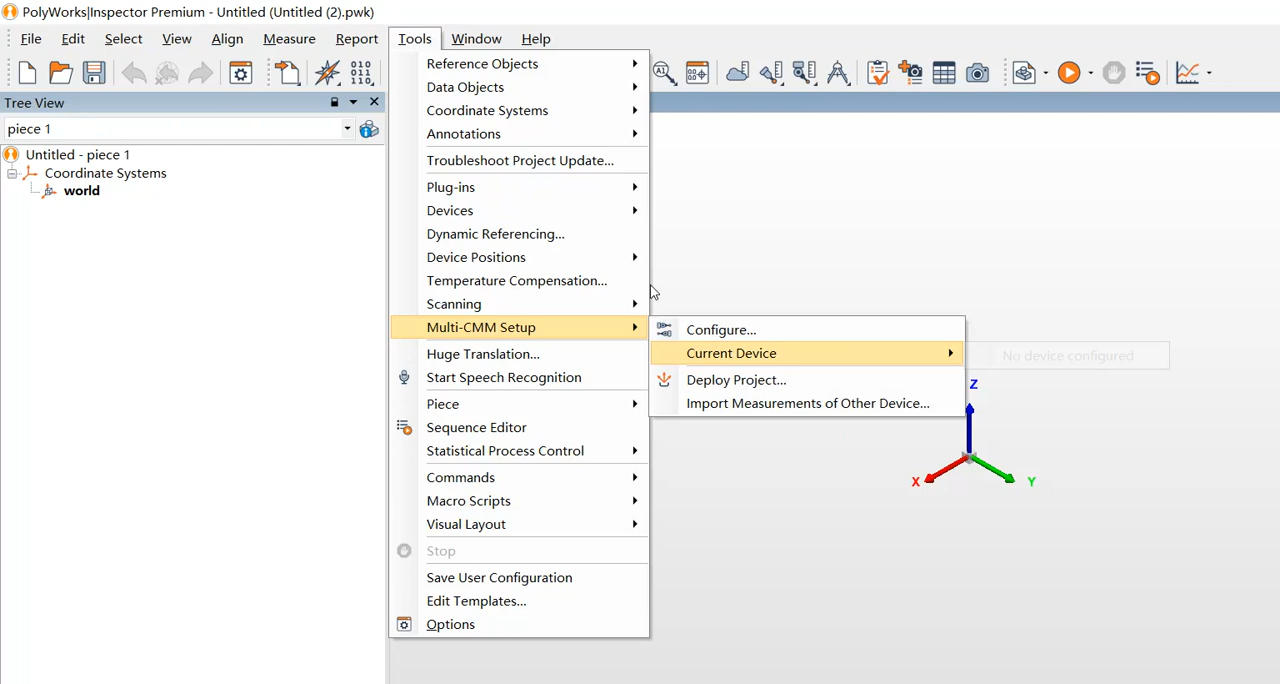 PolyWorks|Inspector Premium - Untitled (Untitled (2).pwk)
File Edit Select View Align Measure Report Tools Window Help
Tree View
piece 1
Untitled - piece 1
Coordinate Systems
world
Reference Objects
Data Objects
Coordinate Systems
Annotations
Troubleshoot Project Update...
Plug-ins
Devices
Dynamic Referencing...
Device Positions
Temperature Compensation...
Scanning
Multi-CMM Setup
Huge Translation...
Start Speech Recognition
Piece
Sequence Editor
Statistical Process Control
Commands
Macro Scripts
Visual Layout
Stop
Save User Configuration
Edit Templates...
Options
Configure...
Current Device
Deploy Project...
Import Measurements of Other Device...
No device configured
Z
X
Y
010
011
110
A1